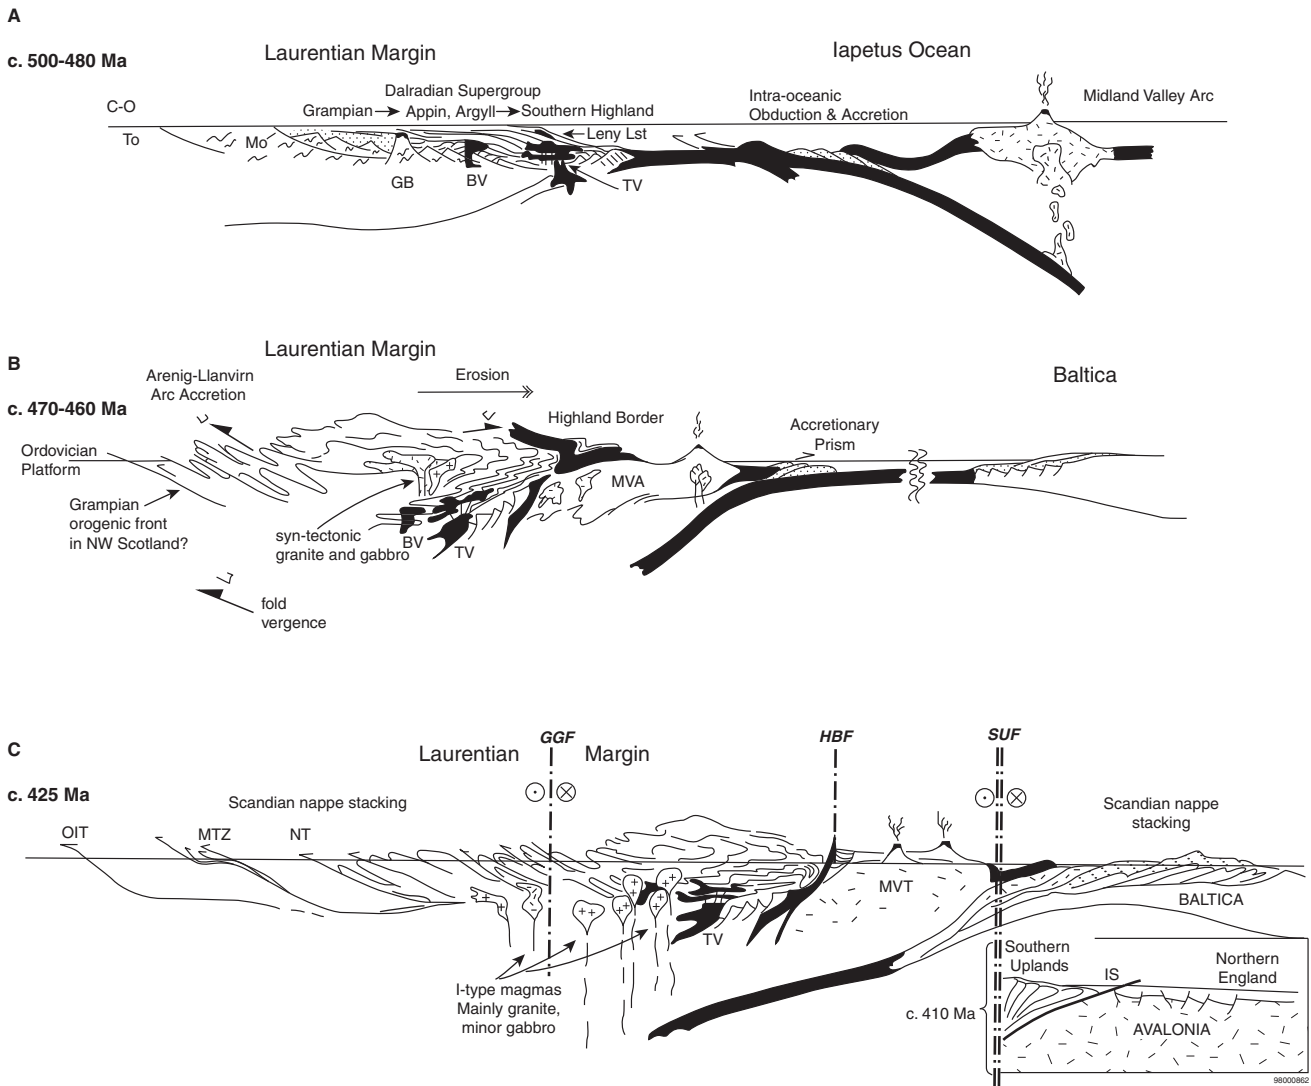 A
c. 500-480 Ma
Laurentian Margin
Iapetus Ocean
Dalradian Supergroup
Grampian Appin, Argyll Southern Highland
Intra-oceanic
Obduction & Accretion
Midland Valley Arc
C-O
To
Mo
Leny Lst
GB
BV
TV
B
c. 470-460 Ma
Laurentian Margin
Arenig-Llanvirn
Arc Accretion
Erosion
Baltica
Highland Border
Accretionary
Prism
Ordovician
Platform
MVA
Grampian
orogenic front
in NW Scotland?
syn-tectonic
granite and gabbro
BV
TV
fold
vergence
C
c. 425 Ma
Laurentian
GGF
Margin
HBF
SUF
Scandian nappe stacking
Scandian nappe
stacking
OIT
MTZ
NT
MVT
BALTICA
TV
I-type magmas
Mainly granite,
minor gabbro
c. 410 Ma
Southern
Uplands
IS
Northern
England
AVALONIA
98000862